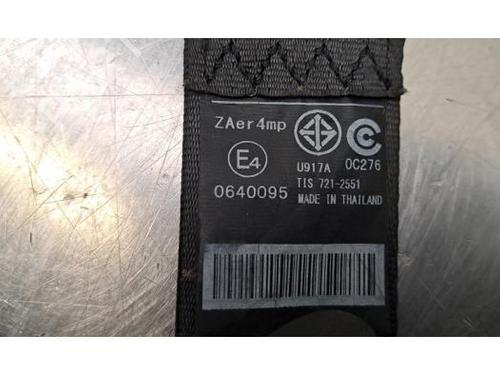 ZAer4mp
E4
0640095
U917A
0C276
TIS 721-2551
MADE IN THAILAND